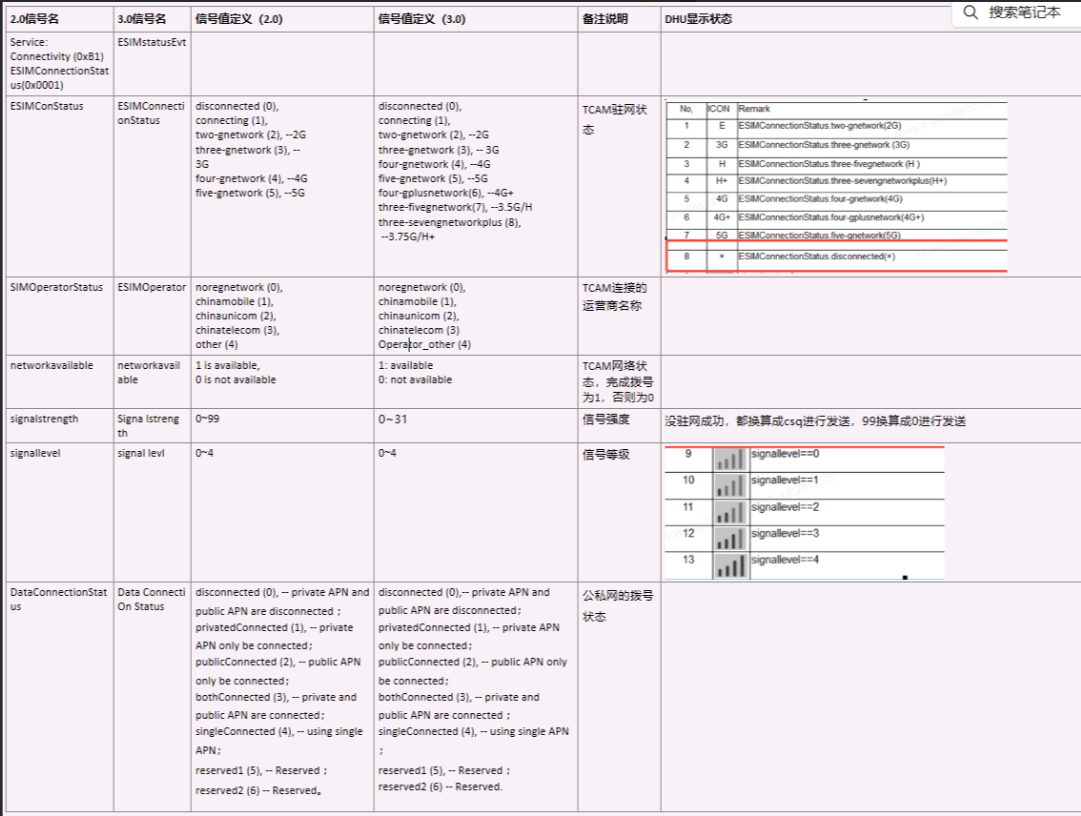 搜索笔记本
2.0信号名
3.0信号名
信号值定义（2.0）
信号值定义（3.0）
备注说明
DHU显示状态
Service:
Connectivity (0xB1)
ESIMConnectionStat
us(0x0001)
ESIMstatusEvt
ESIMConStatus
ESIMConnecti
onStatus
disconnected (0),
connecting (1),
two-gnetwork (2), --2G
three-gnetwork (3), --
3G
four-gnetwork (4), --4G
five-gnetwork (5), --5G
disconnected (0),
connecting (1),
two-gnetwork (2), --2G
three-gnetwork (3), -- 3G
four-gnetwork (4), --4G
five-gnetwork (5), --5G
four-gplusnetwork(6), --4G+
three-fivegnetwork(7), --3.5G/H
three-sevengnetworkplus (8),
--3.75G/H+
TCAM驻网状
态
No, ICON Remark
1 E ESIMConnectionStatus.two-gnetwork(2G)
2 3G ESIMConnectionStatus.three-gnetwork (3G)
3 H ESIMConnectionStatus.three-fivegnetwork (H )
4 H+ ESIMConnectionStatus.three-sevengnetworkplus(H+)
5 4G ESIMConnectionStatus.four-gnetwork(4G)
6 4G+ ESIMConnectionStatus.four-gplusnetwork(4G+)
7 5G ESIMConnectionStatus.five-gnetwork(5G)
8 × ESIMConnectionStatus.disconnected(×)
SIMOperatorStatus
ESIMOperator
noregnetwork (0),
chinamobile (1),
chinaunicom (2),
chinatelecom (3),
other (4)
noregnetwork (0),
chinamobile (1),
chinaunicom (2),
chinatelecom (3)
Operator_other (4)
TCAM连接的
运营商名称
networkavailable
networkavail
able
1 is available,
0 is not available
1: available
0: not available
TCAM网络状
态，完成拨号
为1，否则为0
signalstrength
Signa lstreng
th
0~99
0~31
信号强度
没驻网成功，都换算成csq进行发送，99换算成0进行发送
signallevel
signal levl
0~4
0~4
信号等级
9 signallevel==0
10 signallevel==1
11 signallevel==2
12 signallevel==3
13 signallevel==4
DataConnectionStat
us
Data Connecti
On Status
disconnected (0), -- private APN and
public APN are disconnected ;
privatedConnected (1), -- private
APN only be connected;
publicConnected (2), -- public APN
only be connected;
bothConnected (3), -- private and
public APN are connected;
singleConnected (4), -- using single
APN;
reserved1 (5), -- Reserved ;
reserved2 (6) -- Reserved。
disconnected (0),-- private APN and
public APN are disconnected;
privatedConnected (1), -- private APN
only be connected;
publicConnected (2), -- public APN only
be connected;
bothConnected (3), -- private and
public APN are connected ;
singleConnected (4), -- using single APN
;
reserved1 (5), -- Reserved ;
reserved2 (6) -- Reserved.
公私网的拨号
状态